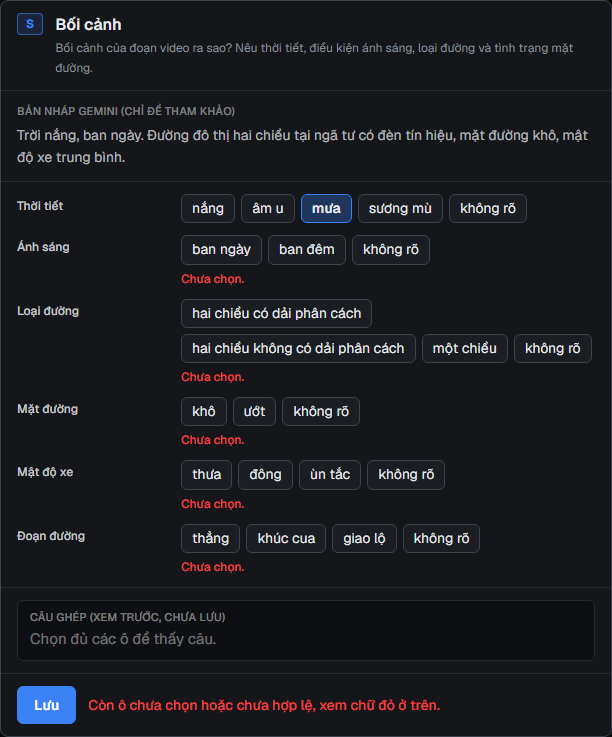 S
Bối cảnh
Bối cảnh của đoạn video ra sao? Nêu thời tiết, điều kiện ánh sáng, loại đường và tình trạng mặt
đường.
BẢN NHÁP GEMINI (CHỈ ĐỂ THAM KHẢO)
Trời nắng, ban ngày. Đường đô thị hai chiều tại ngã tư có đèn tín hiệu, mặt đường khô, mật
độ xe trung bình.
Thời tiết
nắng âm u mưa sương mù không rõ
Ánh sáng
ban ngày ban đêm không rõ
Chưa chọn.
Loại đường
hai chiều có dải phân cách
hai chiều không có dải phân cách một chiều không rõ
Chưa chọn.
Mặt đường
khô ướt không rõ
Chưa chọn.
Mật độ xe
thưa đông ùn tắc không rõ
Chưa chọn.
Đoạn đường
thẳng khúc cua giao lộ không rõ
Chưa chọn.
CÂU GHÉP (XEM TRƯỚC, CHƯA LƯU)
Chọn đủ các ô để thấy câu.
Lưu
Còn ô chưa chọn hoặc chưa hợp lệ, xem chữ đỏ ở trên.